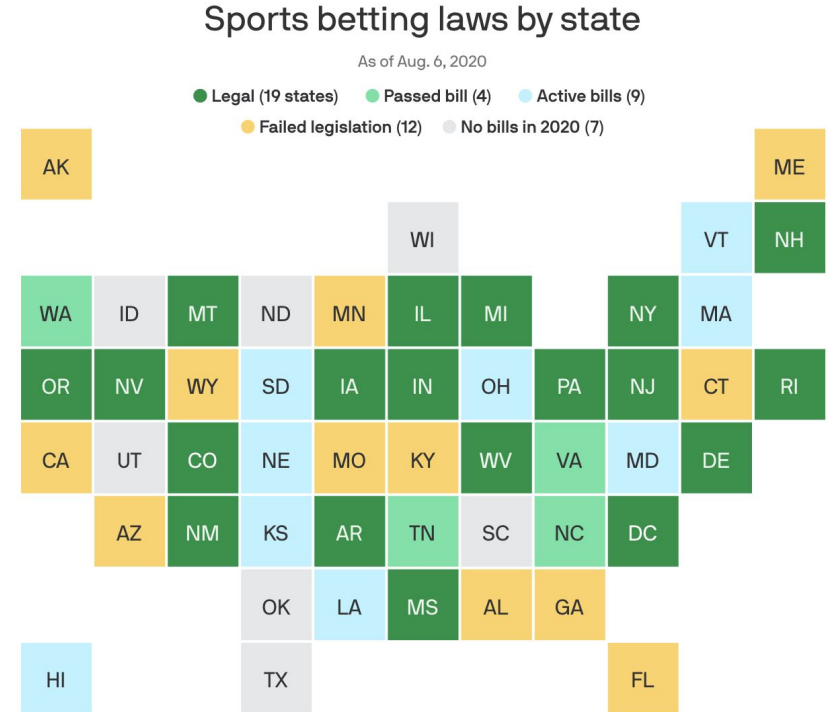 Sports betting laws by state
As of Aug. 6, 2020
Legal (19 states) Passed bill (4) Active bills (9)
Failed legislation (12) No bills in 2020 (7)
AK ME
WI VT NH
WA ID MT ND MN IL MI NY MA
OR NV WY SD IA IN OH PA NJ CT RI
CA UT CO NE MO KY WV VA MD DE
AZ NM KS AR TN SC NC DC
OK LA MS AL GA
HI TX FL